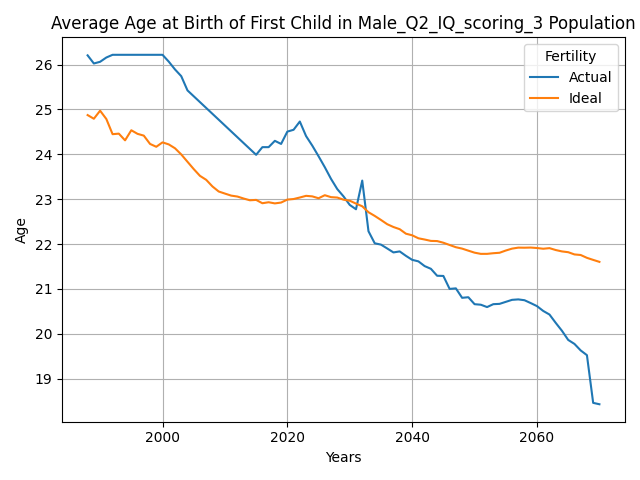 Average Age at Birth of First Child in Male_Q2_IQ_scoring_3 Population
Fertility
Actual
Ideal
Age
26
25
24
23
22
21
20
19
2000
2020
2040
2060
Years